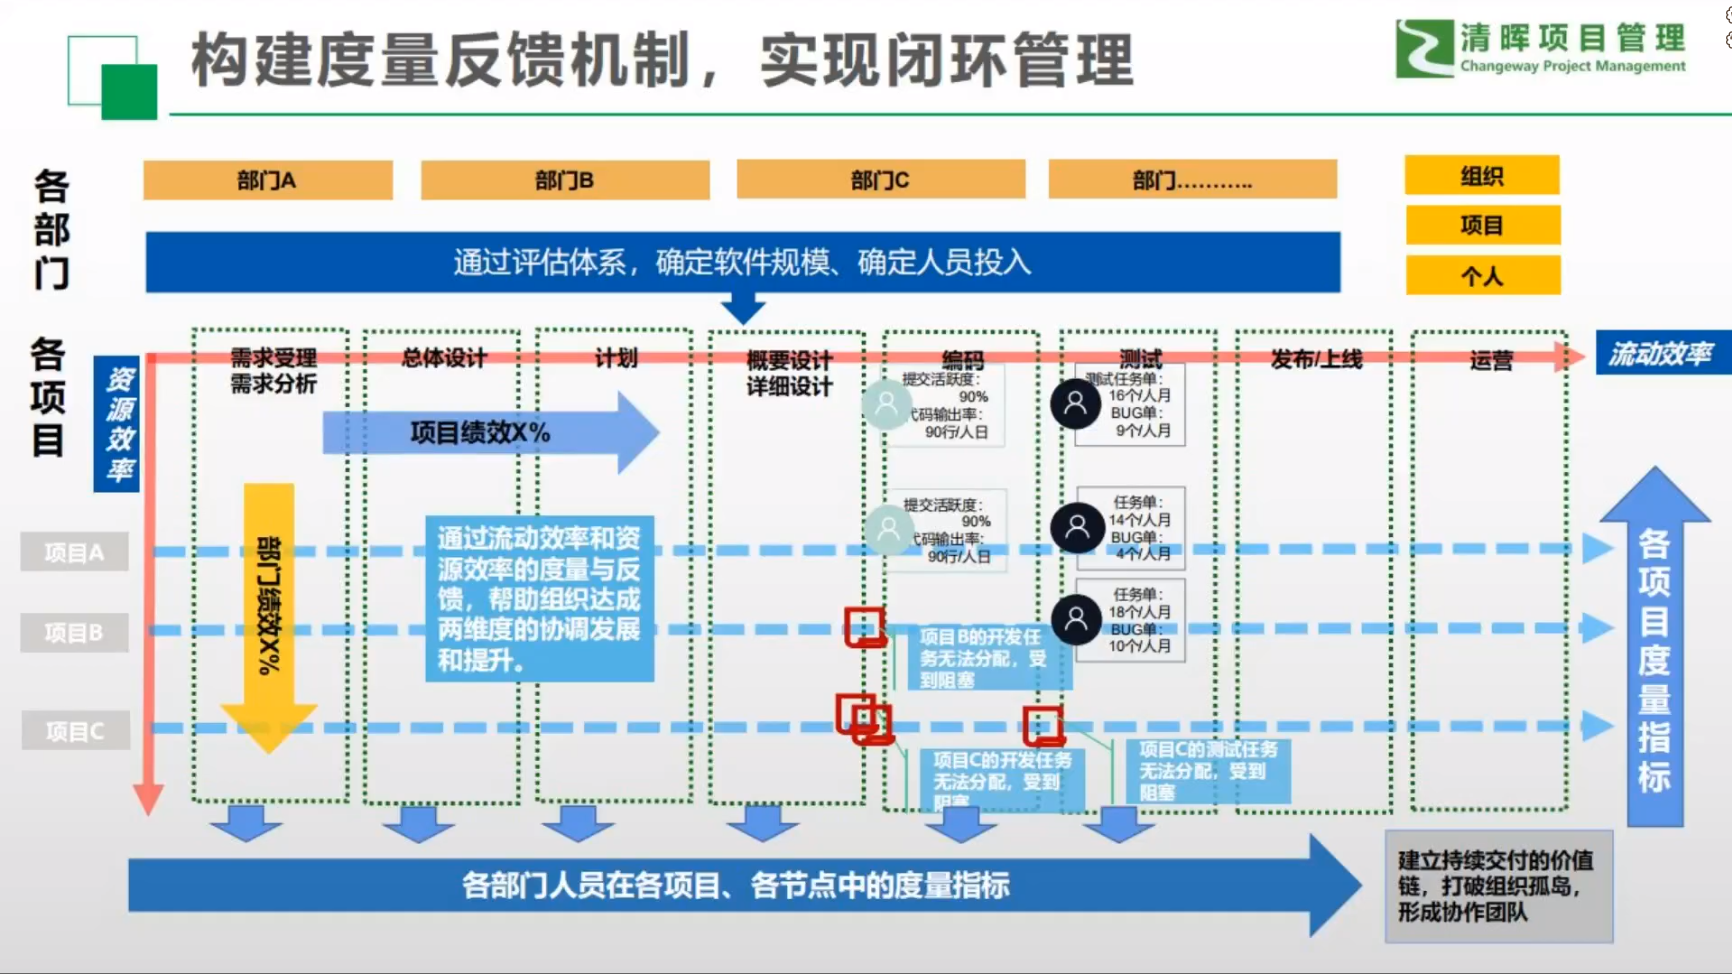 构建度量反馈机制，实现闭环管理
清晖项目管理
Changeway Project Management
各部门
部门A
部门B
部门C
部门...........
组织
项目
个人
通过评估体系，确定软件规模、确定人员投入
各项目
资源效率
需求受理
需求分析
总体设计
计划
概要设计
详细设计
编码
测试
发布/上线
运营
流动效率
提交活跃度：
90%
代码输出率：
90行/人日
测试任务单：
16个/人月
BUG单：
9个/人月
项目绩效X%
部门绩效X%
提交活跃度：
90%
代码输出率：
90行/人日
任务单：
14个/人月
BUG单：
4个/人月
任务单：
18个/人月
BUG单：
10个/人月
通过流动效率和资
源效率的度量与反
馈，帮助组织达成
两维度的协调发展
和提升。
项目A
项目B
项目C
项目B的开发任
务无法分配，受
到阻塞
项目C的开发任务
无法分配，受到
阻塞
项目C的测试任务
无法分配，受到
阻塞
各项目度量指标
各部门人员在各项目、各节点中的度量指标
建立持续交付的价值
链，打破组织孤岛，
形成协作团队